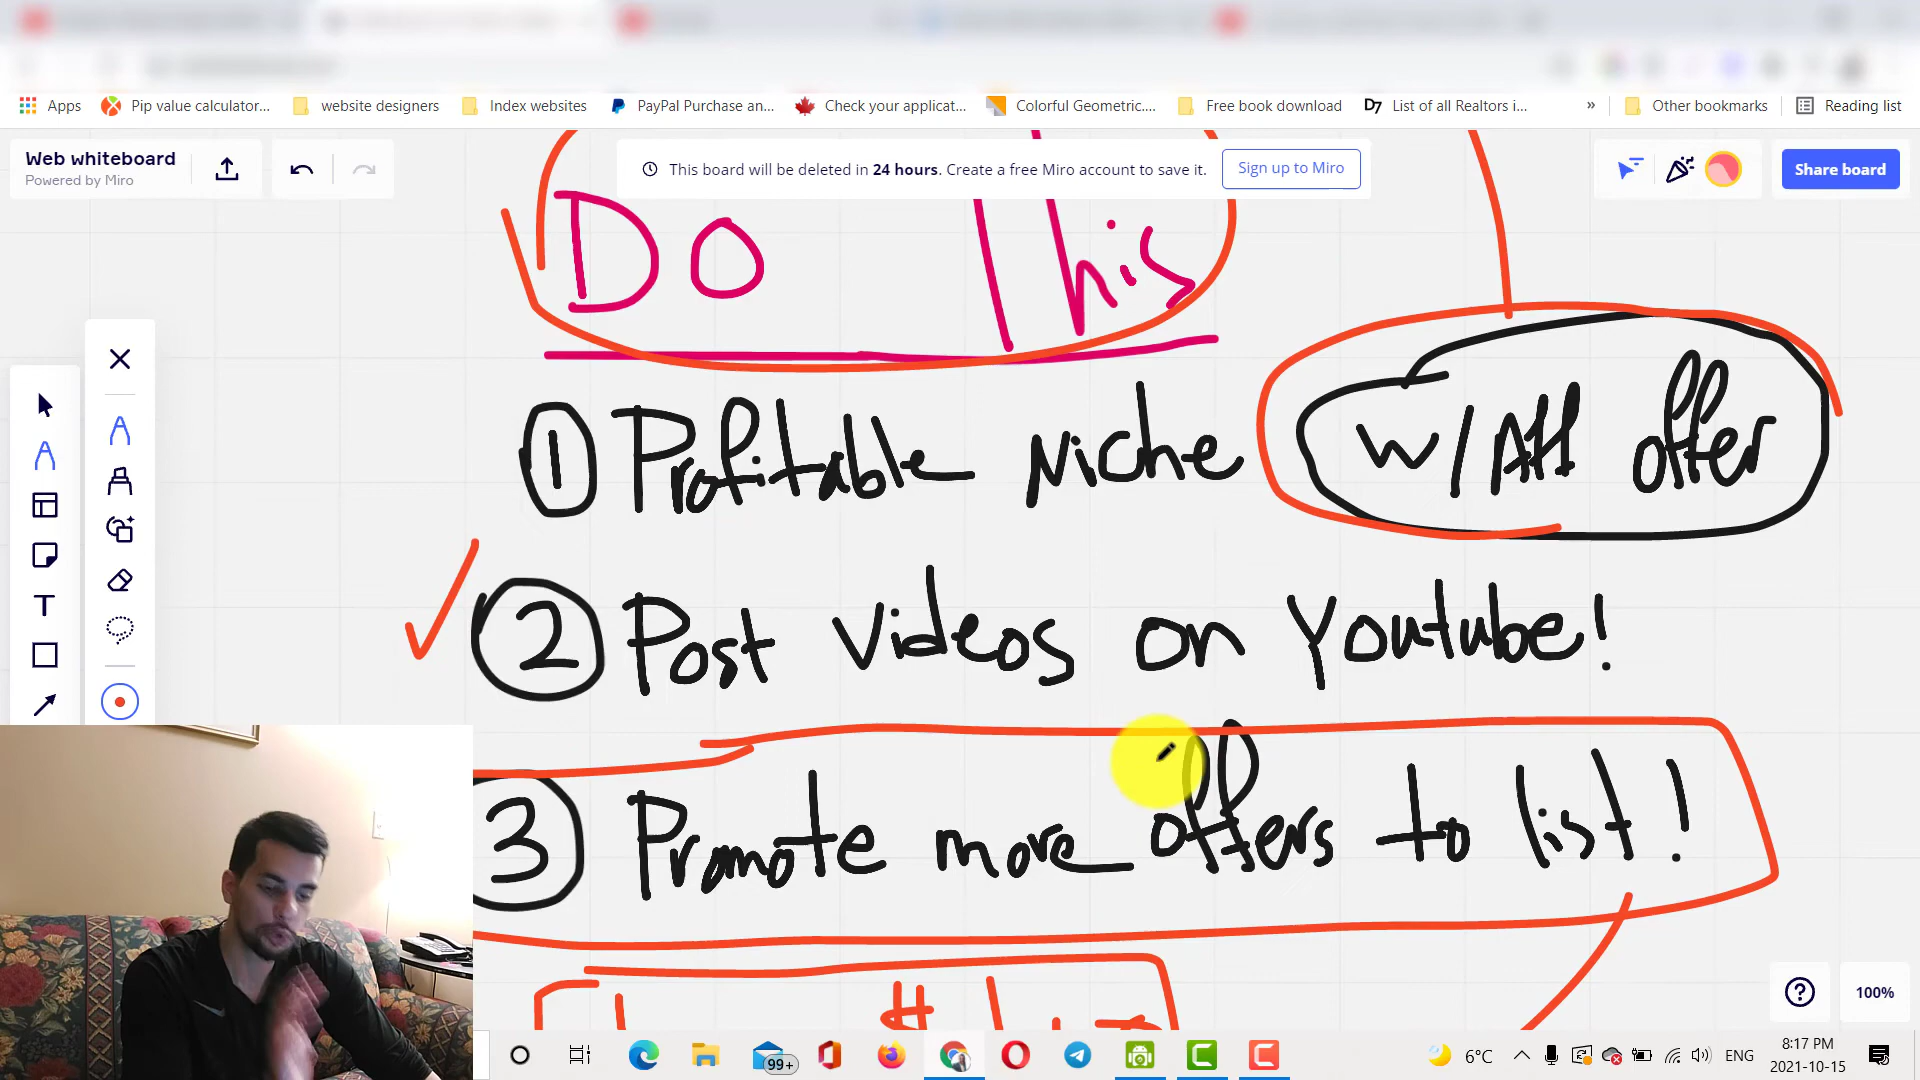 Apps Pip value calculator... website designers Index websites PayPal Purchase an... Check your applicat... Colorful Geometric.... Free book download D7 List of all Realtors i... » Other bookmarks Reading list
Web whiteboard
Powered by Miro
This board will be deleted in 24 hours. Create a free Miro account to save it.
Sign up to Miro
Share board
DO This
① Profitable Niche w/ Aff offer
② Post Videos on Youtube!
③ Promote more offers to list!
100%
99+
6°C
ENG
8:17 PM
2021-10-15